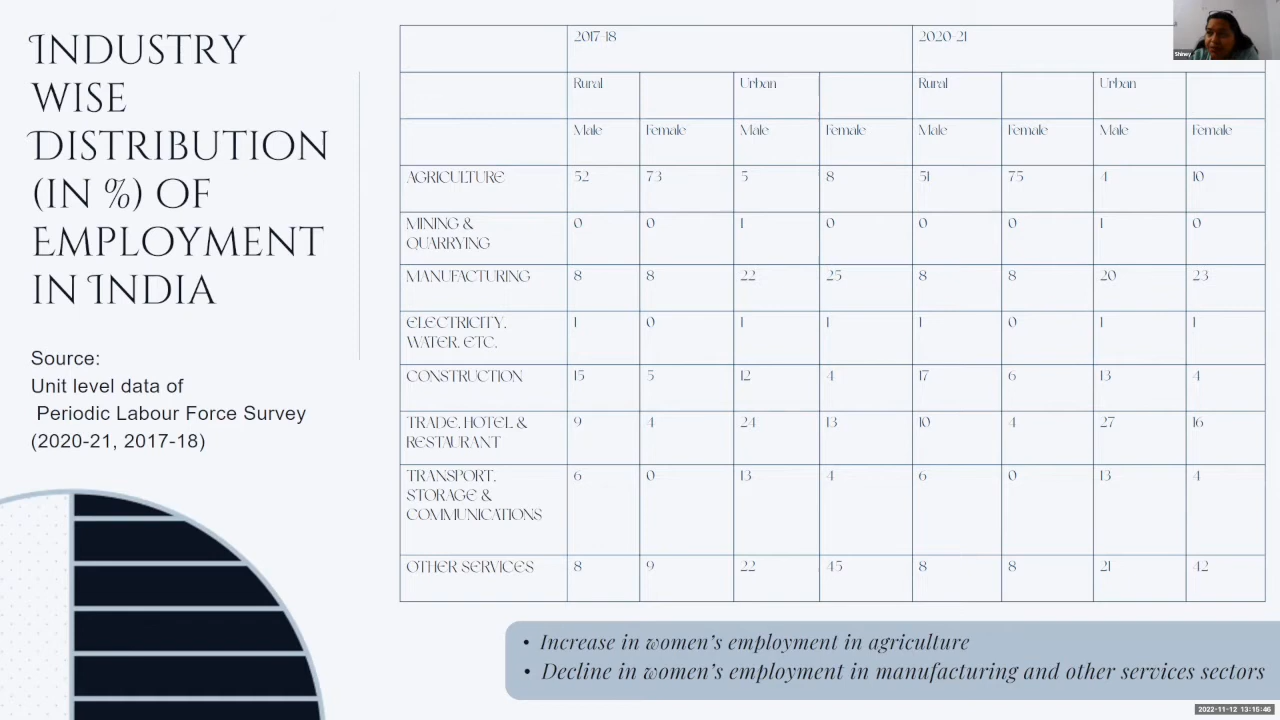 INDUSTRY
WISE
DISTRIBUTION
(IN %) OF
EMPLOYMENT
IN INDIA
Source:
Unit level data of
Periodic Labour Force Survey
(2020-21, 2017-18)
2017-18 2020-21
Rural Urban Rural Urban
Male Female Male Female Male Female Male Female
AGRICULTURE 52 73 5 8 51 75 4 10
MINING &
QUARRYING 0 0 1 0 0 0 1 0
MANUFACTURING 8 8 22 25 8 8 20 23
ELECTRICITY,
WATER, ETC. 1 0 1 1 1 0 1 1
CONSTRUCTION 15 5 12 4 17 6 13 4
TRADE, HOTEL &
RESTAURANT 9 4 24 13 10 4 27 16
TRANSPORT,
STORAGE &
COMMUNICATIONS 6 0 13 4 6 0 13 4
OTHER SERVICES 8 9 22 45 8 8 21 42
• Increase in women's employment in agriculture
• Decline in women's employment in manufacturing and other services sectors
Shiney
2022-11-12 13:15:46